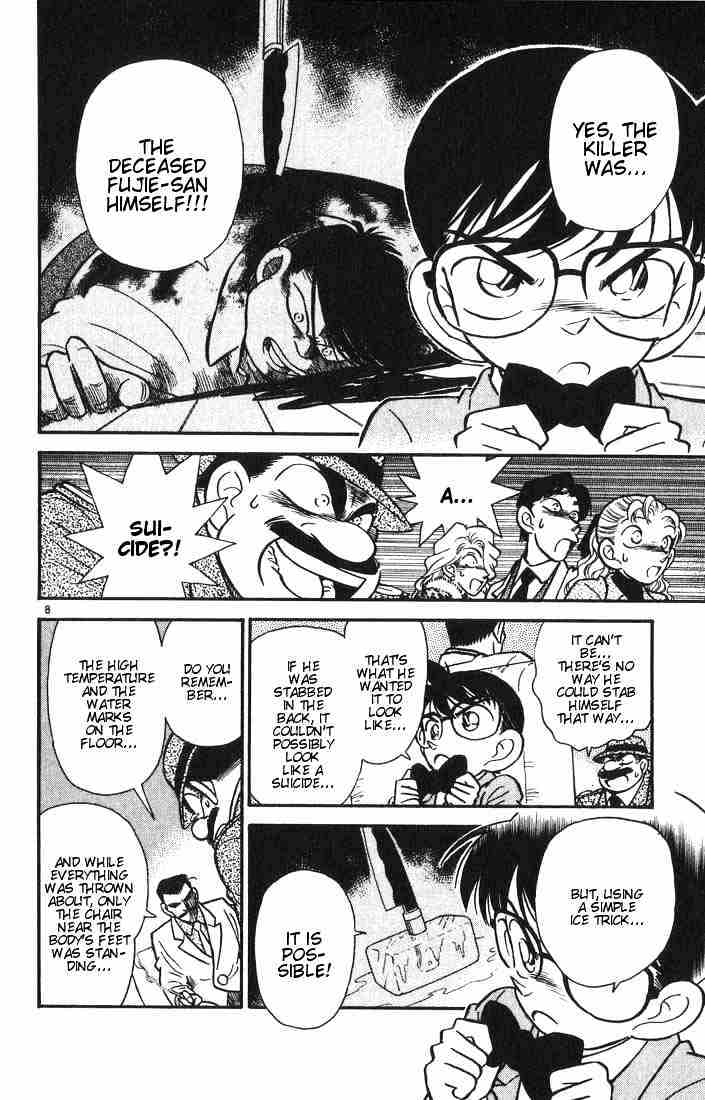 YES, THE
KILLER
WAS...
THE
DECEASED
FUJIE-SAN
HIMSELF!!!
A...
SUI-
CIDE?!
8
IT CAN'T
BE...
THERE'S NO
WAY HE
COULD STAB
HIMSELF
THAT WAY...
THAT'S
WHAT HE
WANTED IT
TO LOOK
LIKE...
IF HE
WAS
STABBED
IN THE
BACK, IT
COULDN'T
POSSIBLY
LOOK
LIKE A
SUICIDE...
BUT, USING
A SIMPLE
ICE TRICK...
IT IS
POS-
SIBLE!
DO YOU
REMEM-
BER...
THE HIGH
TEMPERATURE
AND THE
WATER
MARKS
ON THE
FLOOR...
AND WHILE
EVERYTHING
WAS THROWN
ABOUT, ONLY
THE CHAIR
NEAR THE
BODY'S FEET
WAS STAN-
DING...